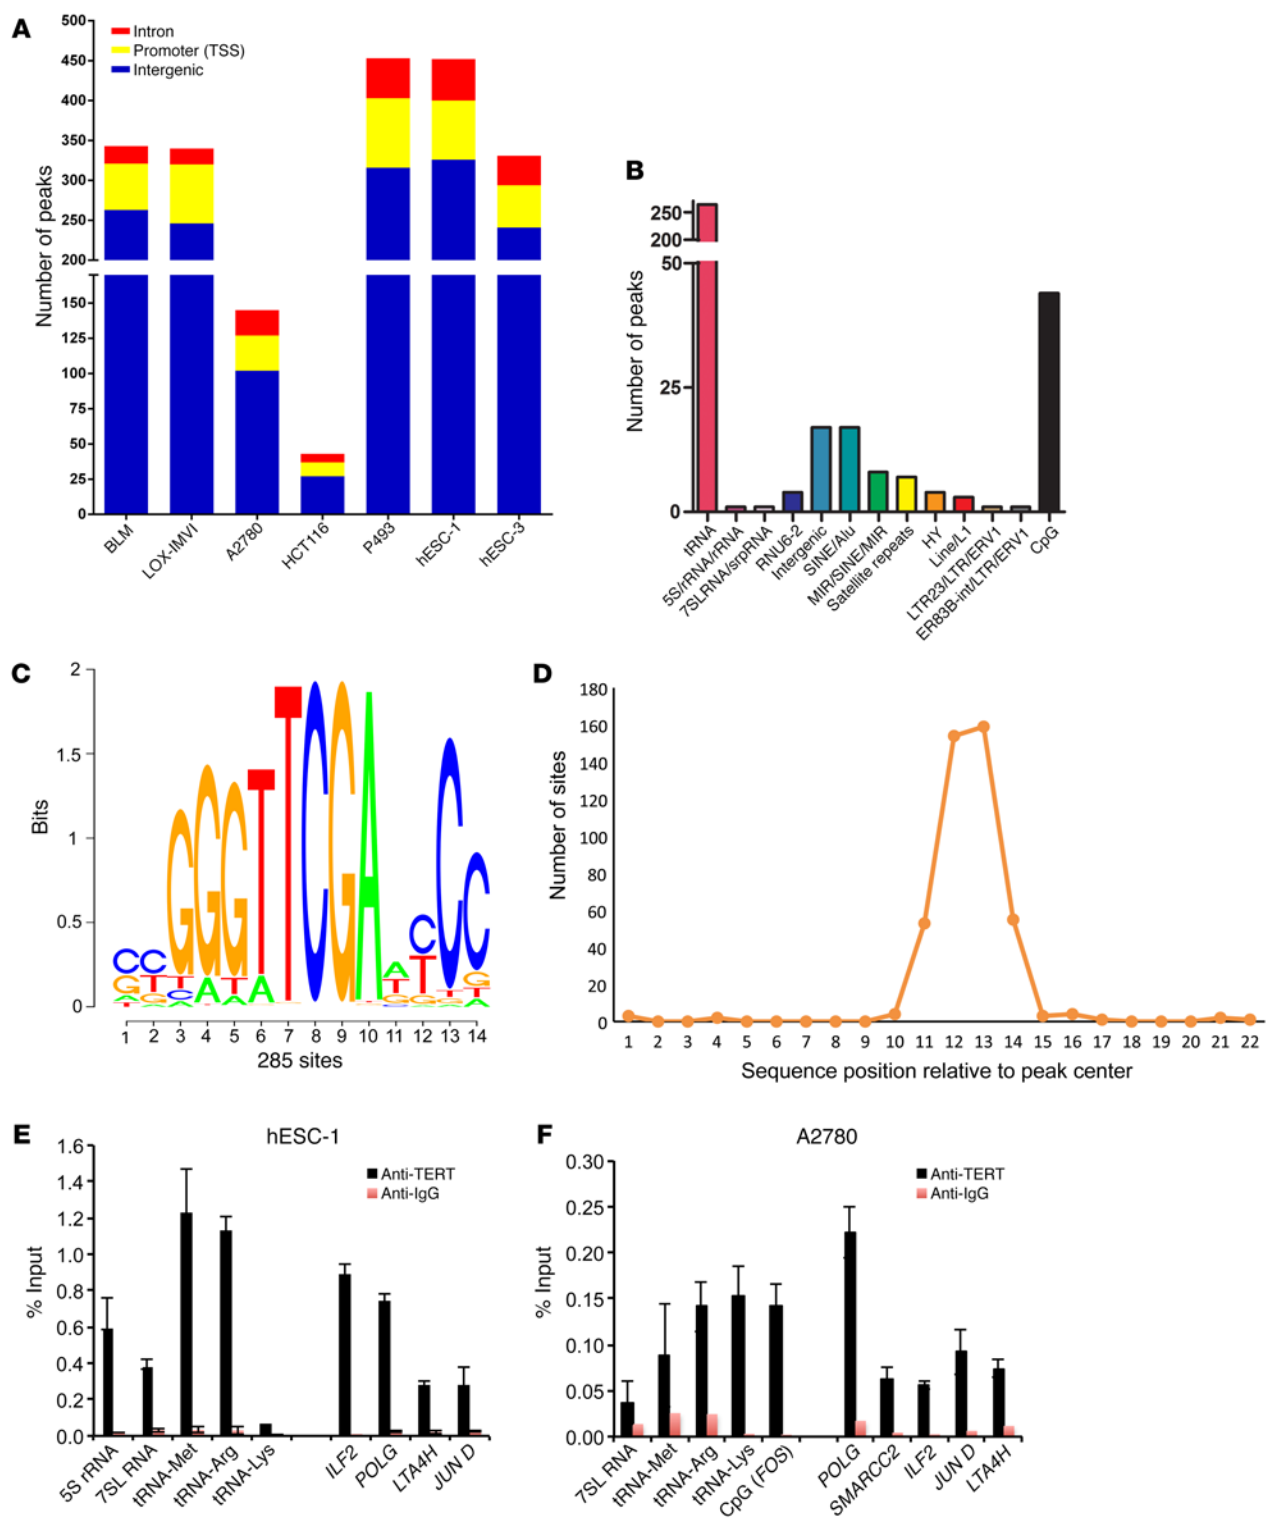 A
Intron
Promoter (TSS)
Intergenic
Number of peaks
500
450
400
350
300
250
200
150
125
100
75
50
25
0
BLM
LOX-IMVI
A2780
HCT116
P493
hESC-1
hESC-3
B
Number of peaks
250
200
50
25
0
tRNA
5S/rRNA/rRNA
7SLRNA/srpRNA
RNU6-2
Intergenic
SINE/Alu
MIR/SINE/MIR
Satellite repeats
HY
Line/L1
LTR23/LTR/ERV1
ER83B-int/LTR/ERV1
CpG
C
Bits
2
1.5
1
0.5
0
1 2 3 4 5 6 7 8 9 10 11 12 13 14
285 sites
D
Number of sites
180
160
140
120
100
80
60
40
20
0
1 2 3 4 5 6 7 8 9 10 11 12 13 14 15 16 17 18 19 20 21 22
Sequence position relative to peak center
E
hESC-1
Anti-TERT
Anti-IgG
% Input
1.6
1.4
1.2
1.0
0.8
0.6
0.4
0.2
0.0
5S rRNA
7SL RNA
tRNA-Met
tRNA-Arg
tRNA-Lys
ILF2
POLG
LTA4H
JUN D
F
A2780
Anti-TERT
Anti-IgG
% Input
0.30
0.25
0.20
0.15
0.10
0.05
0.00
7SL RNA
tRNA-Met
tRNA-Arg
tRNA-Lys
CpG (FOS)
POLG
SMARCC2
ILF2
JUN D
LTA4H